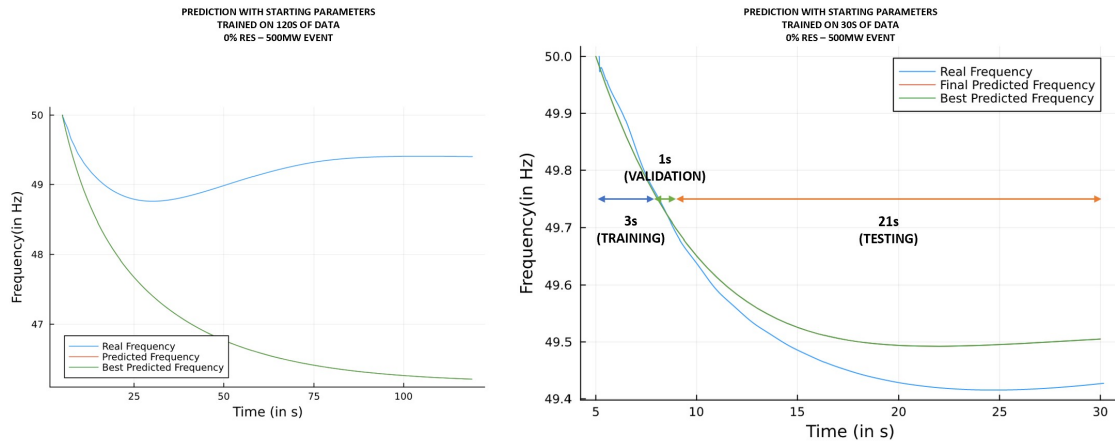 PREDICTION WITH STARTING PARAMETERS
TRAINED ON 120S OF DATA
0% RES – 500MW EVENT
50
49
48
47
Frequency(in Hz)
Real Frequency
Predicted Frequency
Best Predicted Frequency
25
50
75
100
Time (in s)
PREDICTION WITH STARTING PARAMETERS
TRAINED ON 30S OF DATA
0% RES – 500MW EVENT
50.0
49.9
49.8
49.7
49.6
49.5
49.4
Frequency(in Hz)
Real Frequency
Final Predicted Frequency
Best Predicted Frequency
1s
(VALIDATION)
3s
(TRAINING)
21s
(TESTING)
5
10
15
20
25
30
Time (in s)